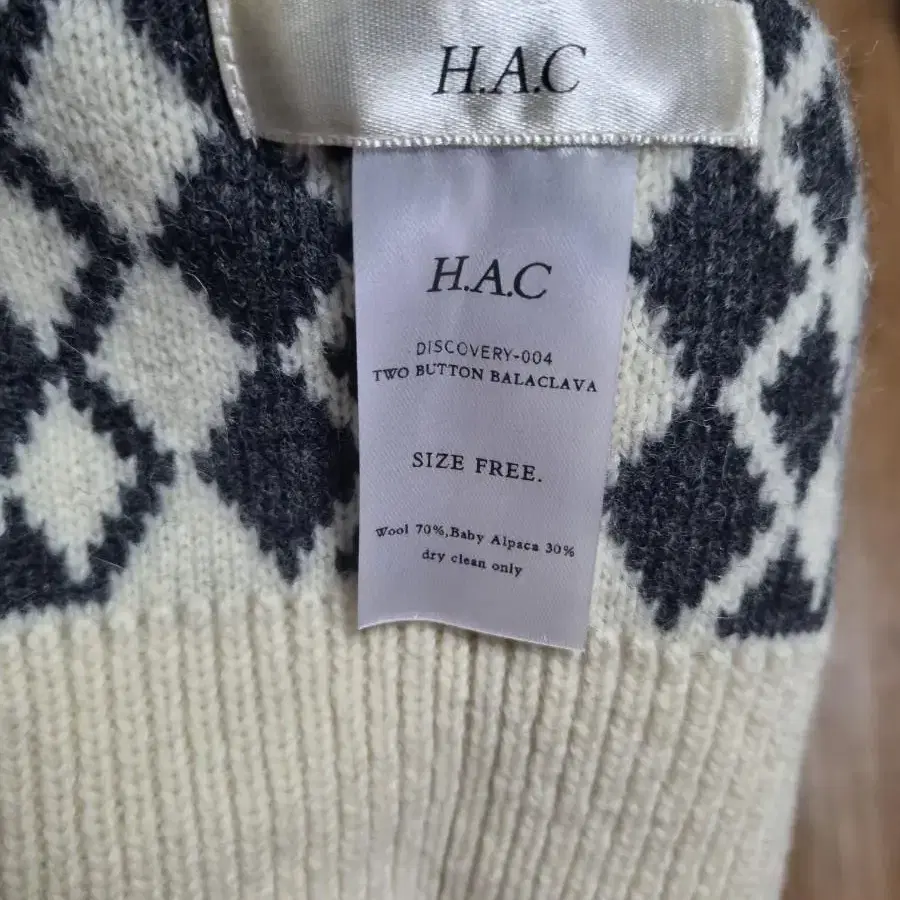 H.A.C
H.A.C
DISCOVERY-004
TWO BUTTON BALACLAVA
SIZE FREE.
Wool 70%,Baby Alpaca 30%
dry clean only